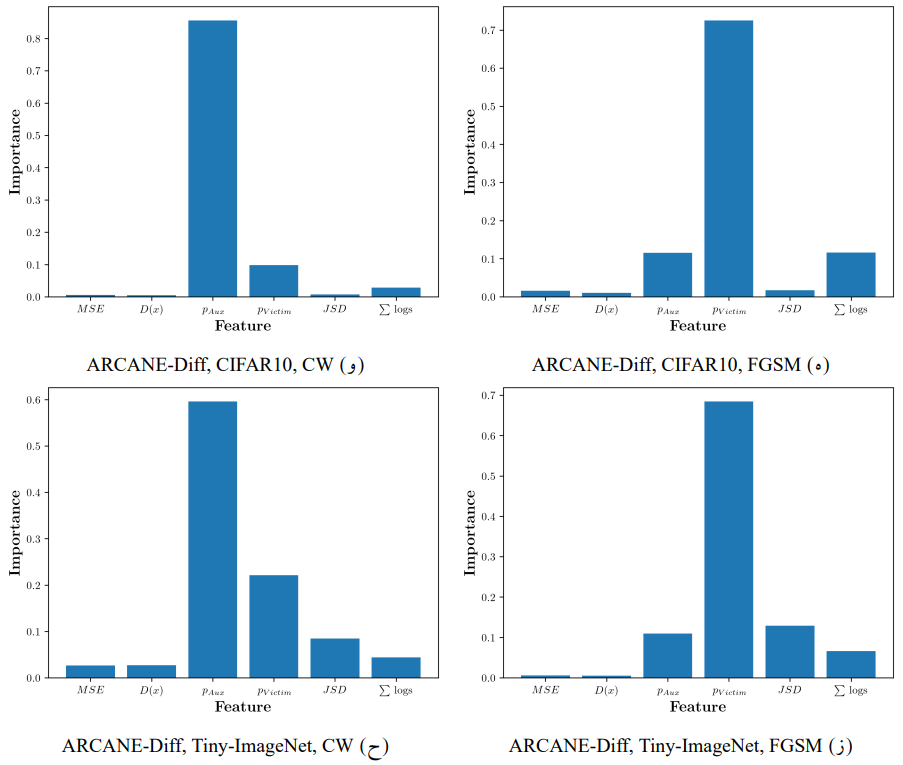 Importance
0.8
0.7
0.6
0.5
0.4
0.3
0.2
0.1
0.0
MSE D(x) p_Aux p_Victim JSD ∑ logs
Feature
ARCANE-Diff, CIFAR10, CW (و)
Importance
0.7
0.6
0.5
0.4
0.3
0.2
0.1
0.0
MSE D(x) p_Aux p_Victim JSD ∑ logs
Feature
ARCANE-Diff, CIFAR10, FGSM (ه)
Importance
0.6
0.5
0.4
0.3
0.2
0.1
0.0
MSE D(x) p_Aux p_Victim JSD ∑ logs
Feature
ARCANE-Diff, Tiny-ImageNet, CW (ح)
Importance
0.7
0.6
0.5
0.4
0.3
0.2
0.1
0.0
MSE D(x) p_Aux p_Victim JSD ∑ logs
Feature
ARCANE-Diff, Tiny-ImageNet, FGSM (ز)